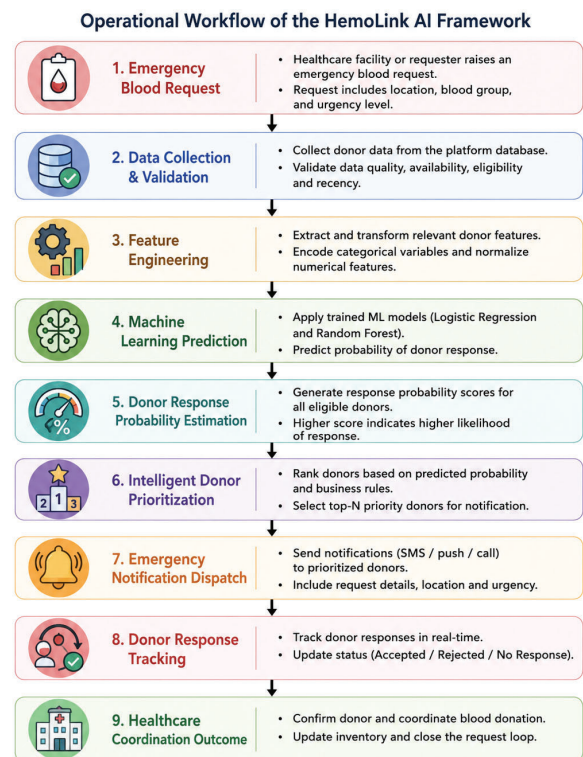 Operational Workflow of the HemoLink AI Framework
1. Emergency
Blood Request
• Healthcare facility or requester raises an
emergency blood request.
• Request includes location, blood group,
and urgency level.
2. Data Collection
& Validation
• Collect donor data from the platform database.
• Validate data quality, availability, eligibility
and recency.
3. Feature
Engineering
• Extract and transform relevant donor features.
• Encode categorical variables and normalize
numerical features.
4. Machine
Learning Prediction
• Apply trained ML models (Logistic Regression
and Random Forest).
• Predict probability of donor response.
%
5. Donor Response
Probability Estimation
• Generate response probability scores for
all eligible donors.
• Higher score indicates higher likelihood
of response.
2 1 3
6. Intelligent Donor
Prioritization
• Rank donors based on predicted probability
and business rules.
• Select top-N priority donors for notification.
7. Emergency
Notification Dispatch
• Send notifications (SMS / push / call)
to prioritized donors.
• Include request details, location and urgency.
8. Donor Response
Tracking
• Track donor responses in real-time.
• Update status (Accepted / Rejected / No Response).
9. Healthcare
Coordination Outcome
• Confirm donor and coordinate blood donation.
• Update inventory and close the request loop.